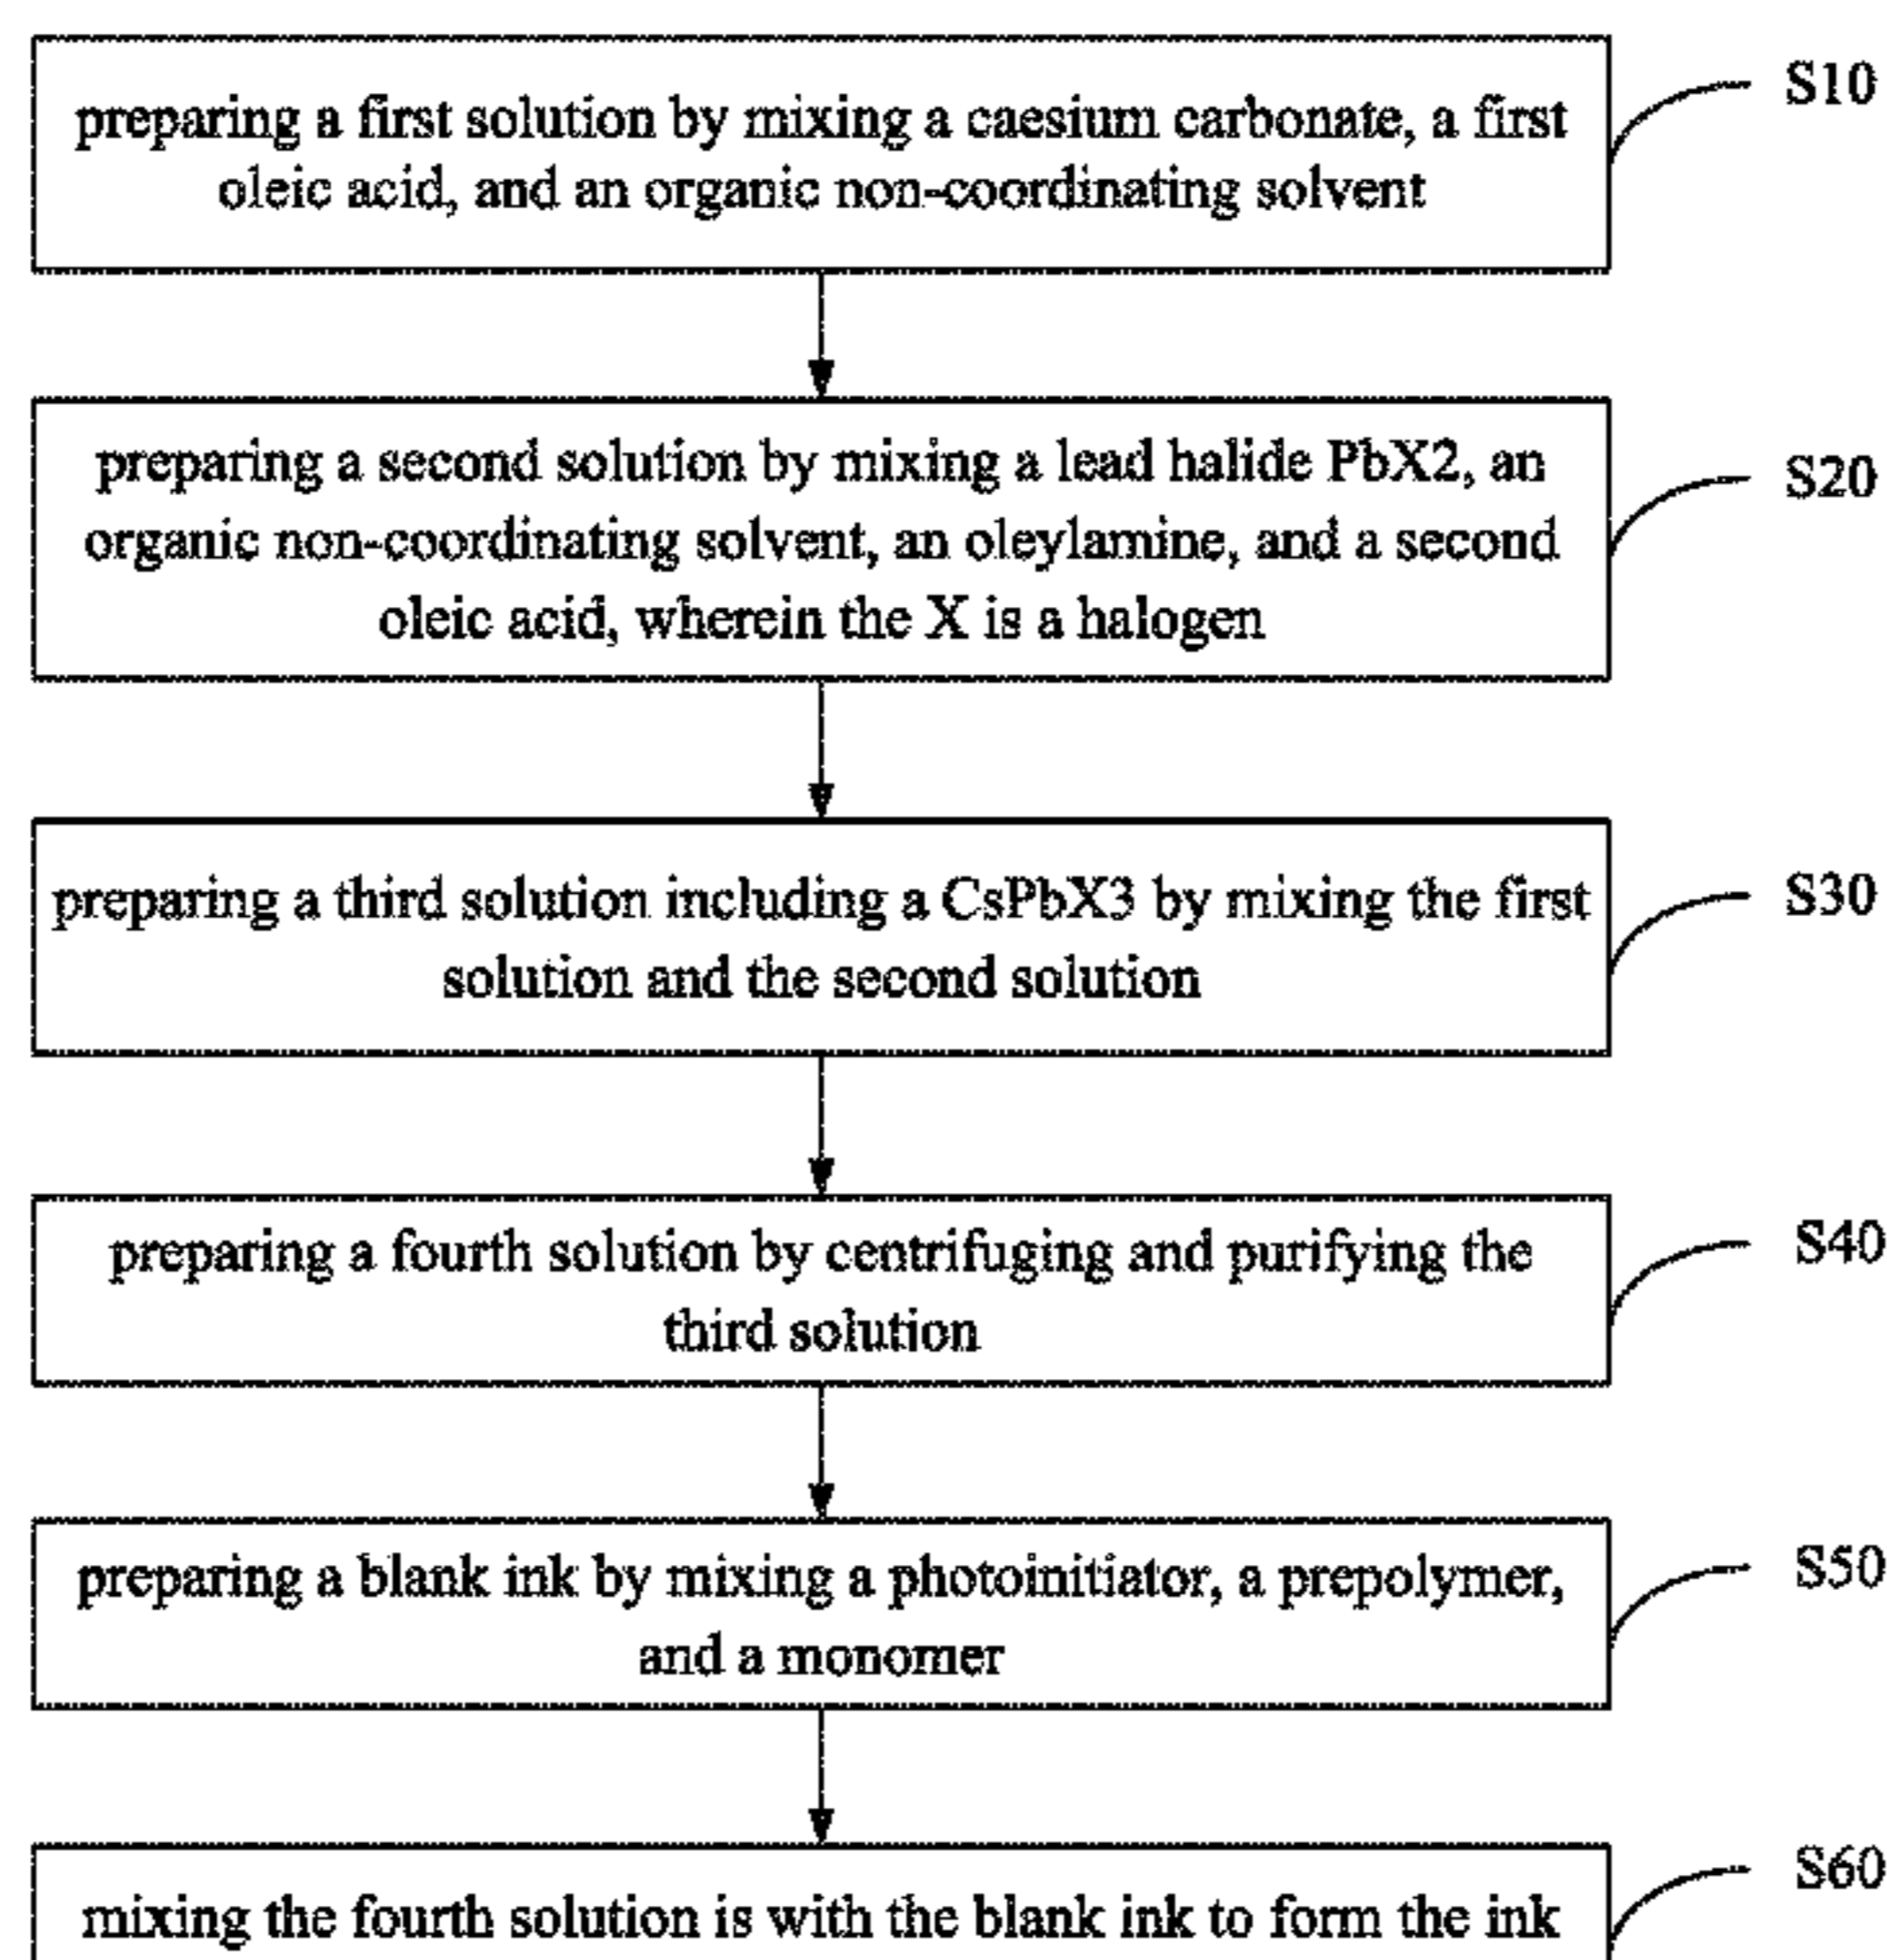 preparing a first solution by mixing a caesium carbonate, a first
oleic acid, and an organic non-coordinating solvent
S10
preparing a second solution by mixing a lead halide PbX2, an
organic non-coordinating solvent, an oleylamine, and a second
oleic acid, wherein the X is a halogen
S20
preparing a third solution including a CsPbX3 by mixing the first
solution and the second solution
S30
preparing a fourth solution by centrifuging and purifying the
third solution
S40
preparing a blank ink by mixing a photoinitiator, a prepolymer,
and a monomer
S50
mixing the fourth solution is with the blank ink to form the ink
S60